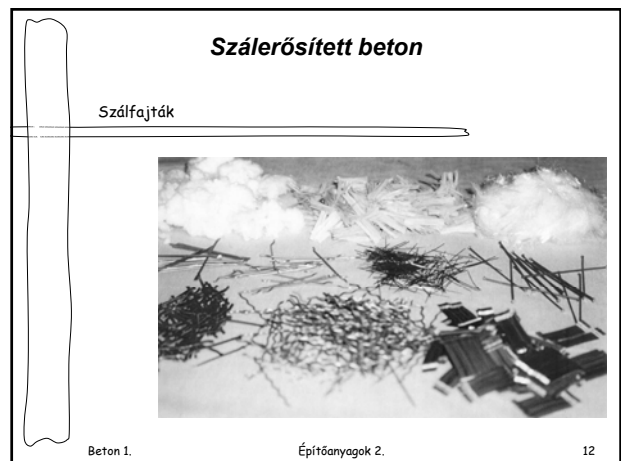 Szálerősített beton
Szálfajták
Beton 1.
Építőanyagok 2.
12